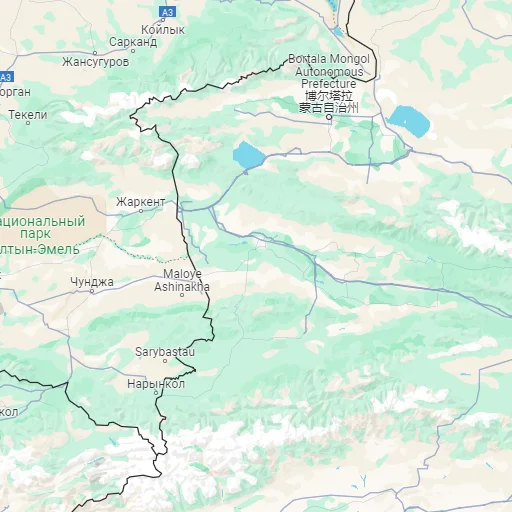 A3
Койлык
Сарканд
Жансугуров
A3
орган
Текели
Bortala Mongol
Autonomous
Prefecture
博尔塔拉
蒙古自治州
Жаркент
ациональный
парк
лтын-Эмель
Чунджа
Maloye
Ashinakha
Sarybastau
Нарынкол
кол